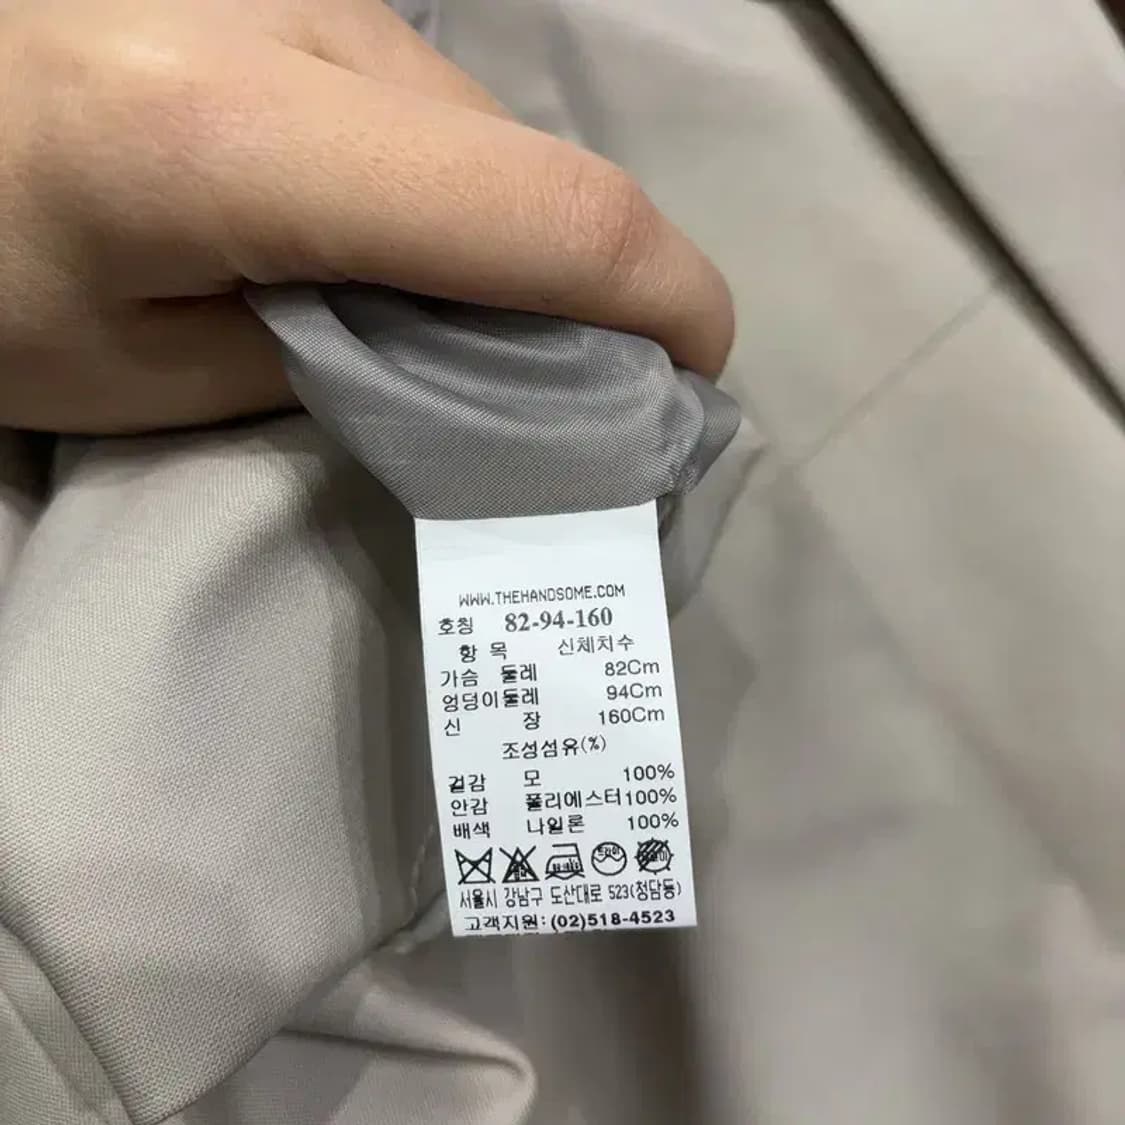 WWW.THEHANDSOME.COM
호칭 82-94-160
항 목 신체치수
가슴 둘레 82Cm
엉덩이둘레 94Cm
신 장 160Cm
조성섬유(%)
겉감 모 100%
안감 폴리에스터100%
배색 나일론 100%
드라이
서울시 강남구 도산대로 523(청담동)
고객지원: (02)518-4523